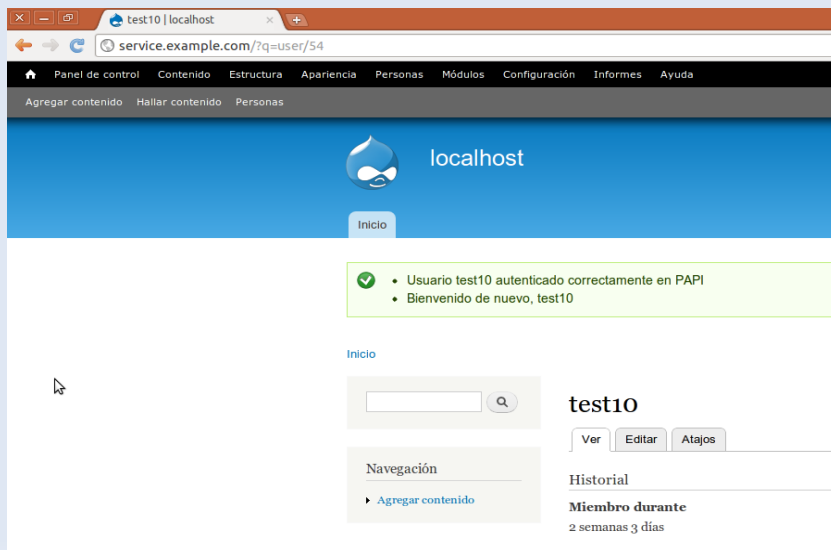 test10 | localhost
service.example.com/?q=user/54
Panel de control Contenido Estructura Apariencia Personas Módulos Configuración Informes Ayuda
Agregar contenido Hallar contenido Personas
localhost
Inicio
Usuario test10 autenticado correctamente en PAPI
Bienvenido de nuevo, test10
Inicio
test10
Ver Editar Atajos
Navegación
Agregar contenido
Historial
Miembro durante
2 semanas 3 días